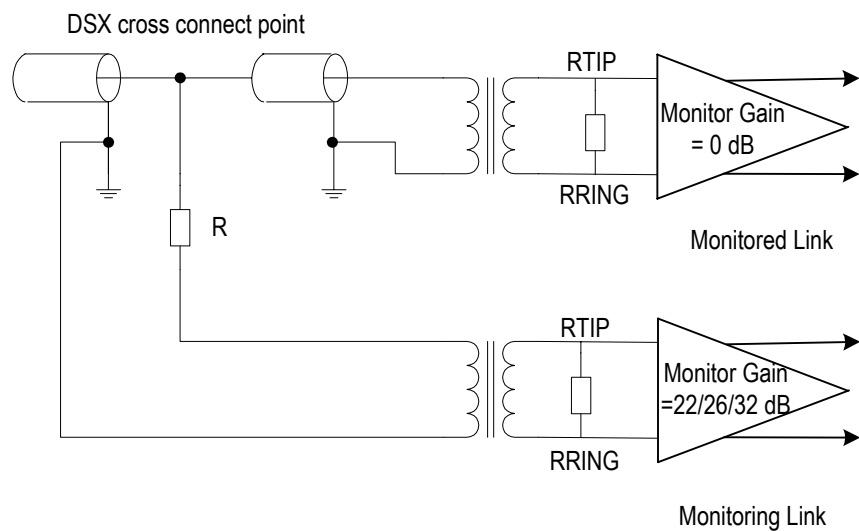 DSX cross connect point
RTIP
Monitor Gain
= 0 dB
RRING
R
Monitored Link
RTIP
Monitor Gain
=22/26/32 dB
RRING
Monitoring Link